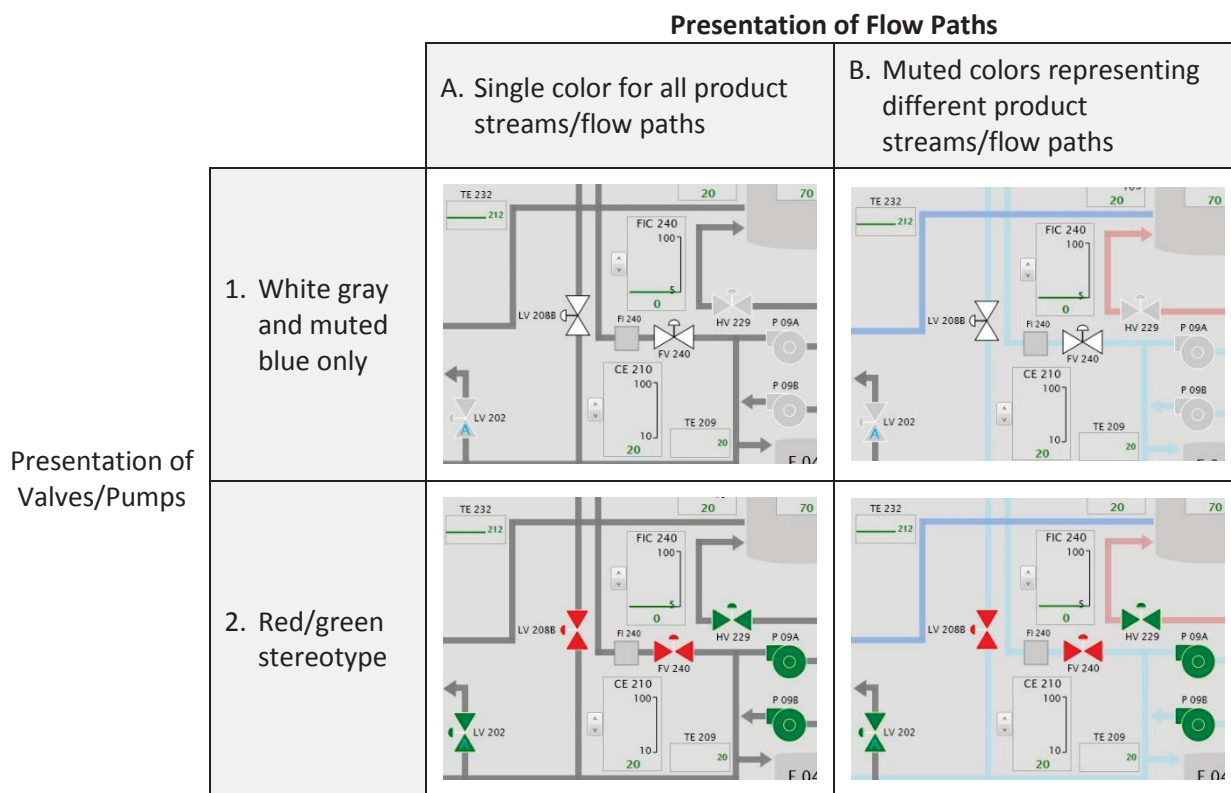 Presentation of Flow Paths
A. Single color for all product
streams/flow paths
B. Muted colors representing
different product
streams/flow paths
Presentation of
Valves/Pumps
1. White gray
and muted
blue only
TE 232
212
20
70
FIC 240
100
5
0
LV 208B
FI 240
FV 240
HV 229
P 09A
CE 210
100
10
20
P 09B
TE 209
20
LV 202
A
TE 232
212
20
70
FIC 240
100
5
0
LV 208B
FI 240
FV 240
HV 229
P 09A
CE 210
100
10
20
P 09B
TE 209
20
LV 202
A
2. Red/green
stereotype
TE 232
212
20
70
FIC 240
100
5
0
LV 208B
FI 240
FV 240
HV 229
P 09A
CE 210
100
10
20
P 09B
TE 209
20
LV 202
A
TE 232
212
20
70
FIC 240
100
5
0
LV 208B
FI 240
FV 240
HV 229
P 09A
CE 210
100
10
20
P 09B
TE 209
20
LV 202
A